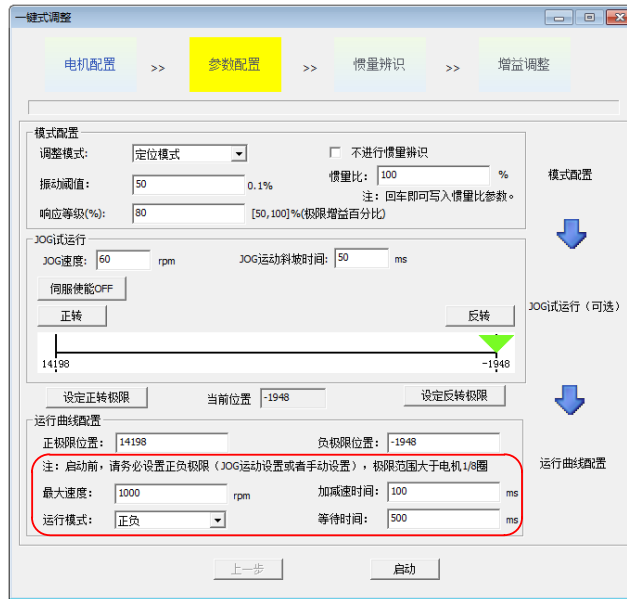 一键式调整
电机配置 >> 参数配置 >> 惯量辨识 >> 增益调整
模式配置
调整模式: 定位模式 不进行惯量辨识
惯量比: 100 % 模式配置
振动阈值: 50 0.1%
注: 回车即可写入惯量比参数。
响应等级(%): 80 [50,100]%(极限增益百分比)
JOG试运行
JOG速度: 60 rpm JOG运动斜坡时间: 50 ms
伺服使能OFF
正转 反转 JOG试运行（可选）
14198 -1948
设定正转极限 当前位置 -1948 设定反转极限
运行曲线配置
正极限位置: 14198 负极限位置: -1948
注: 启动前，请务必设置正负极限（JOG运动设置或者手动设置），极限范围大于电机1/8圈 运行曲线配置
最大速度: 1000 rpm 加减速时间: 100 ms
运行模式: 正负 等待时间: 500 ms
上一步 启动